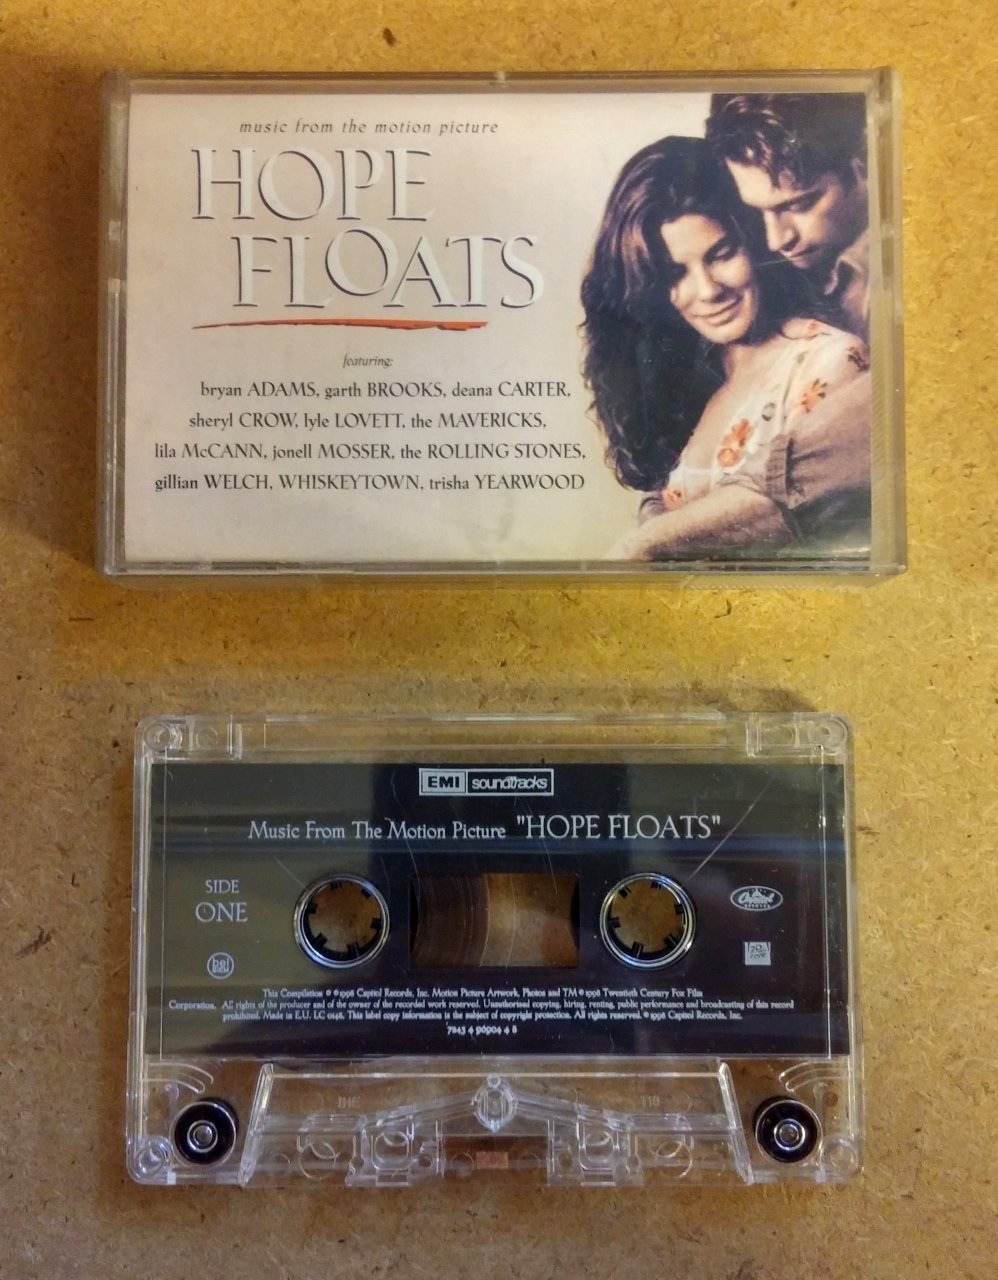 music from the motion picture
HOPE
FLOATS
featuring:
bryan ADAMS, garth BROOKS, deana CARTER,
sheryl CROW, lyle LOVETT, the MAVERICKS,
lila McCANN, jonell MOSSER, the ROLLING STONES,
gillian WELCH, WHISKEYTOWN, trisha YEARWOOD
EMI soundtracks
Music From The Motion Picture "HOPE FLOATS"
SIDE
ONE
Capitol
This Compilation ℗ ©1998 Capitol Records, Inc. Motion Picture Artwork, Photos and TM ©1998 Twentieth Century Fox Film
Corporation. All rights of the producer and of the owner of the recorded work reserved. Unauthorised copying, hiring, renting, public performance and broadcasting of this record
prohibited. Made in E.U. LC 0148. This label copy information is the subject of copyright protection. All rights reserved. ©1998 Capitol Records, Inc.
7243 4 96904 4 8